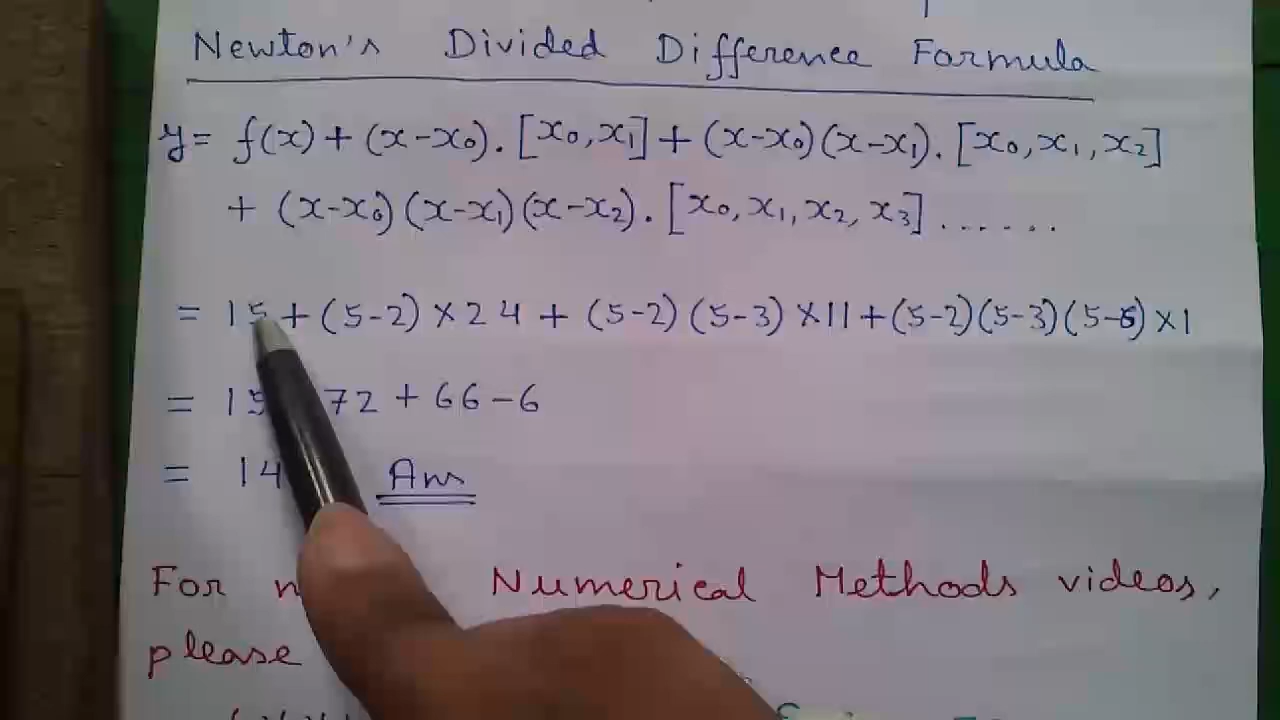 Newton's Divided Difference Formula
y = f(x) + (x-x₀).[x₀,x₁] + (x-x₀)(x-x₁).[x₀,x₁,x₂]
+ (x-x₀)(x-x₁)(x-x₂).[x₀,x₁,x₂,x₃]......
= 15 + (5-2) × 24 + (5-2)(5-3) × 11 + (5-2)(5-3)(5-6) × 1
= 15 72 + 66 - 6
= 14 Ans
For Numerical Methods videos,
please